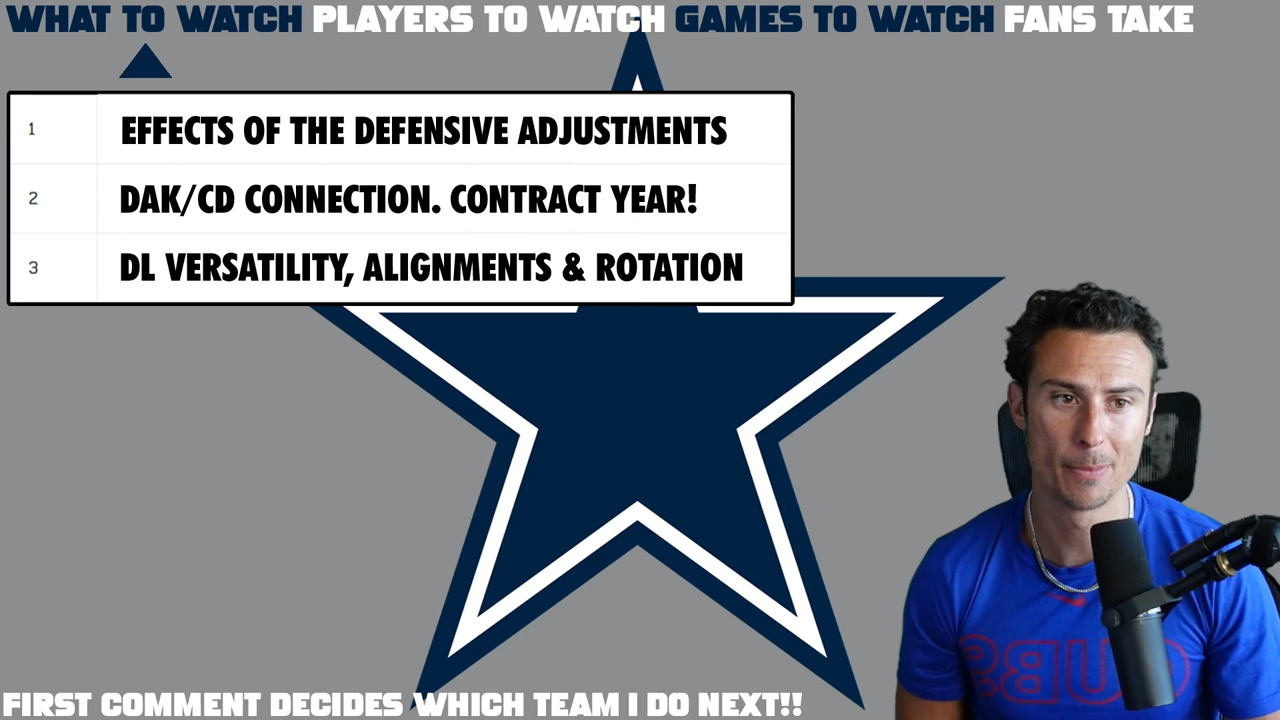 WHAT TO WATCH PLAYERS TO WATCH GAMES TO WATCH FANS TAKE
1 EFFECTS OF THE DEFENSIVE ADJUSTMENTS
2 DAK/CD CONNECTION. CONTRACT YEAR!
3 DL VERSATILITY, ALIGNMENTS & ROTATION
CUBS
FIRST COMMENT DECIDES WHICH TEAM I DO NEXT!!